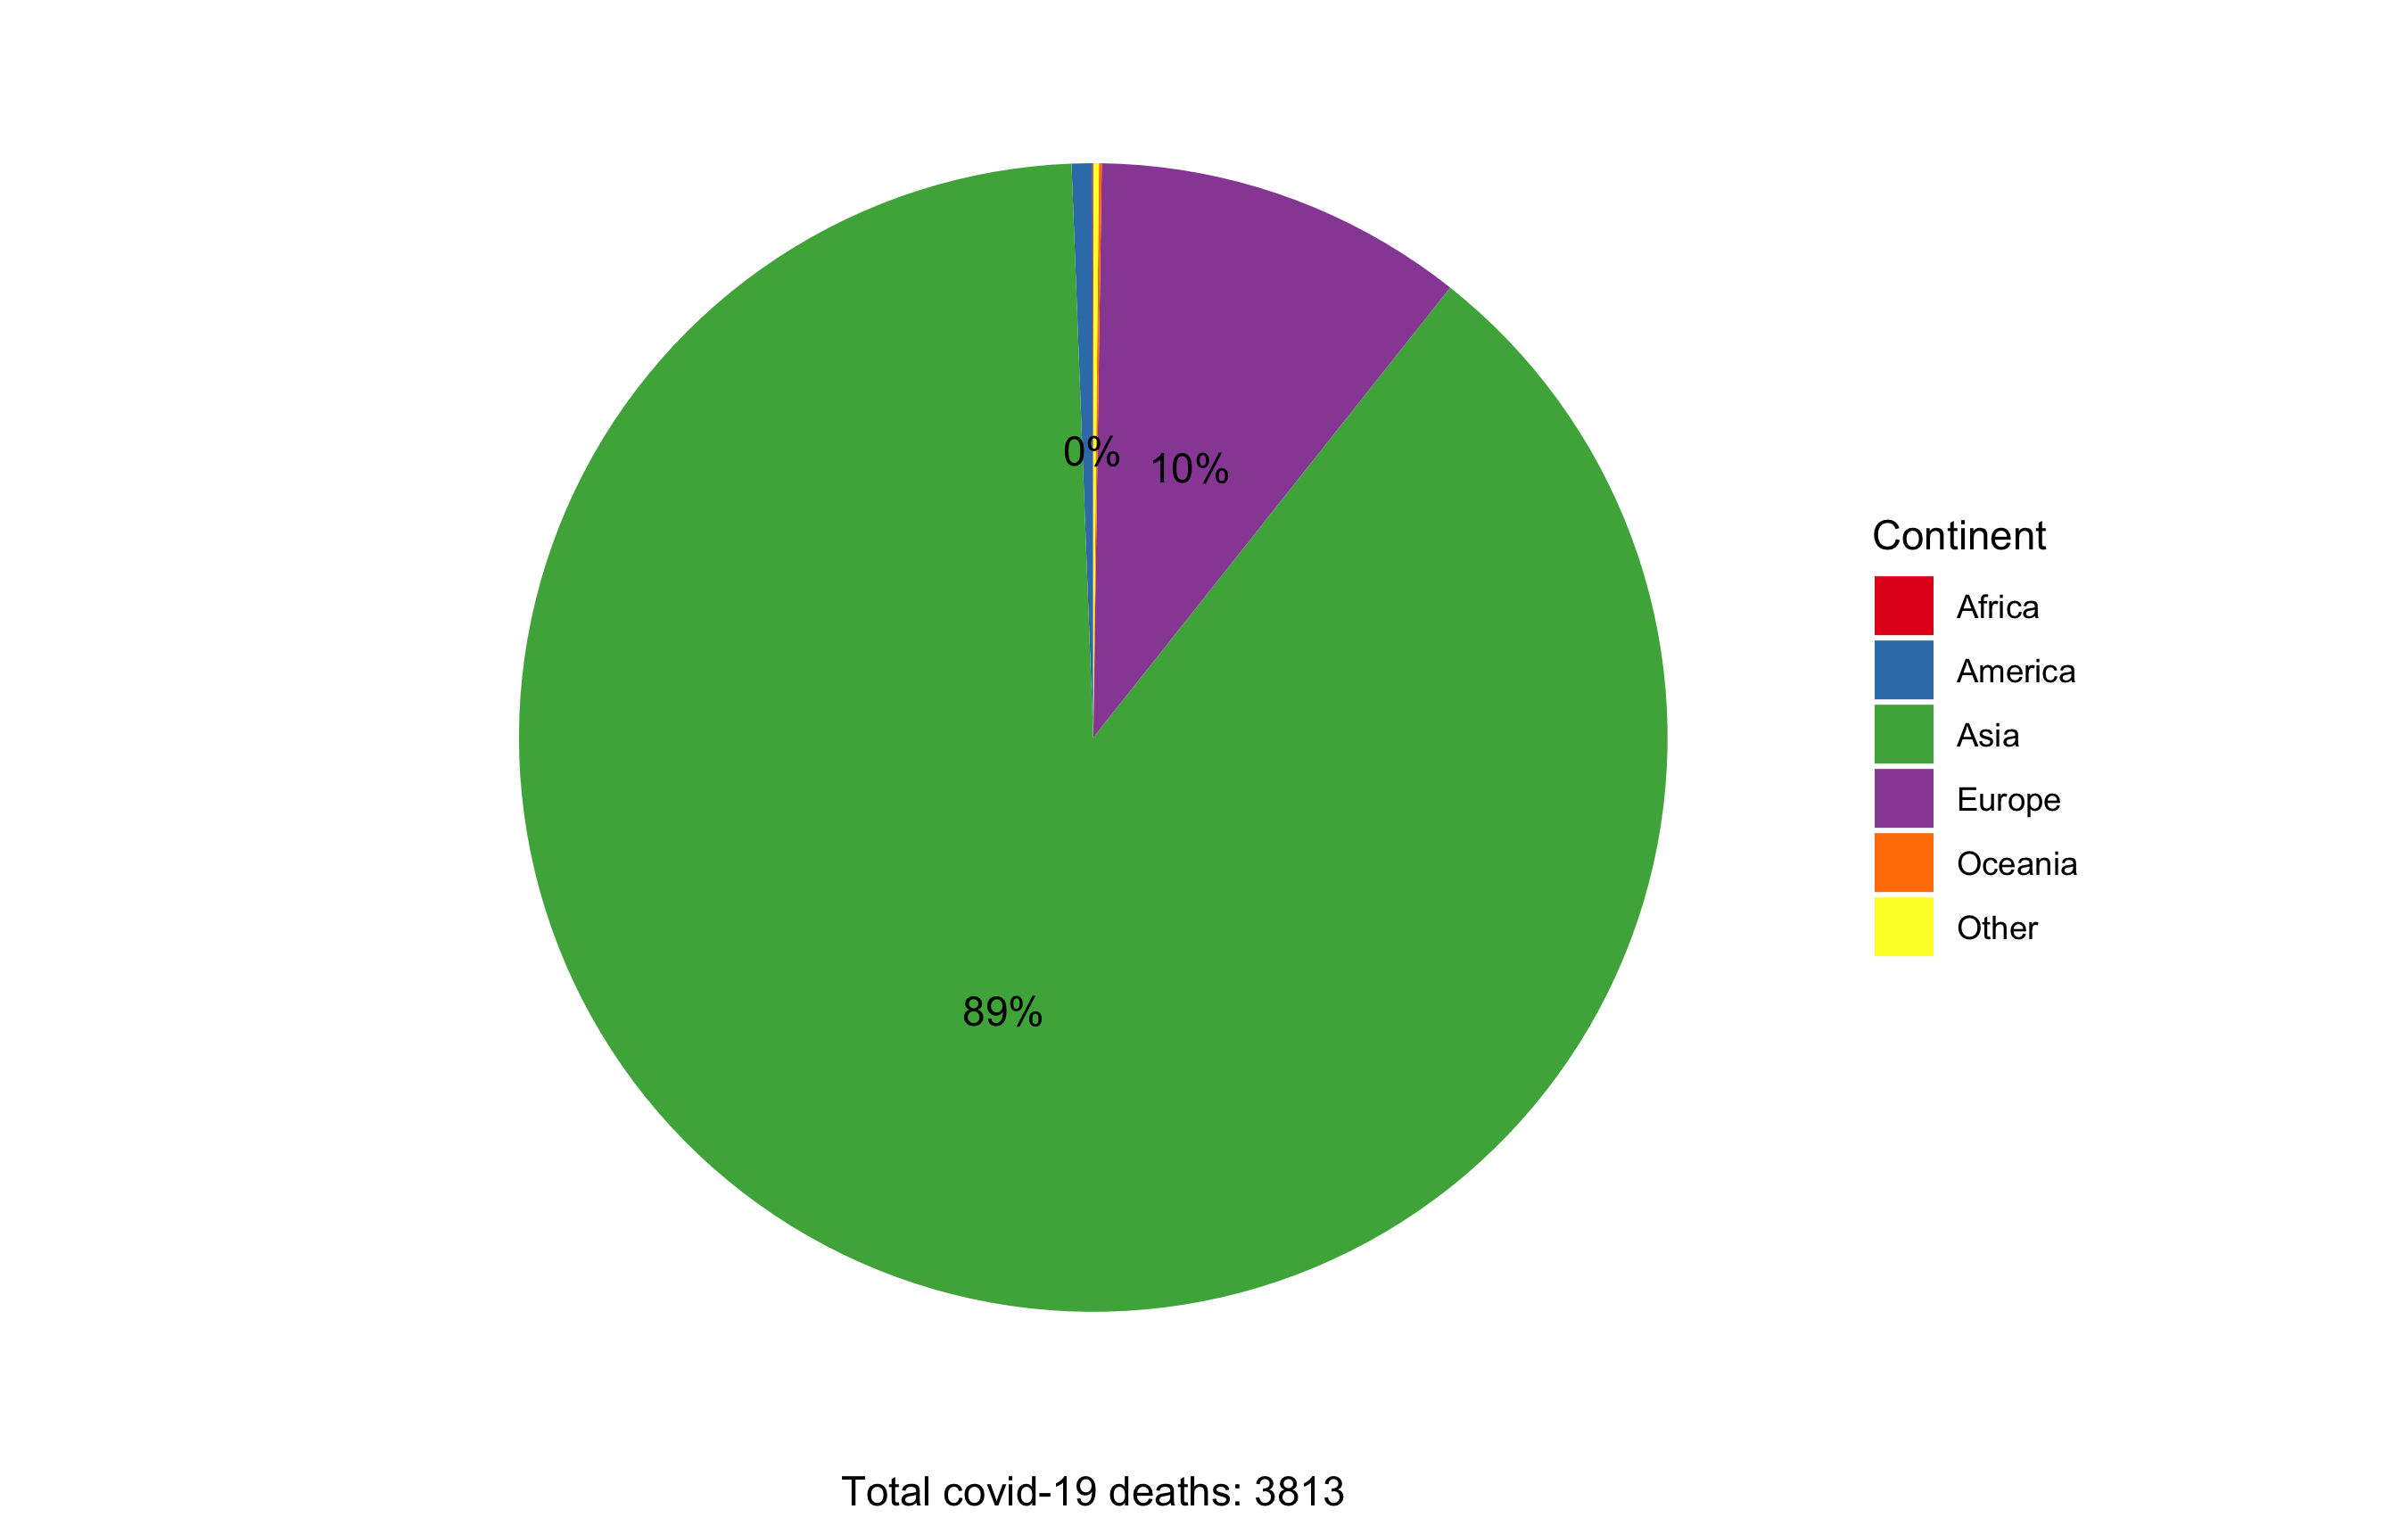 0%
10%
89%
Continent
Africa
America
Asia
Europe
Oceania
Other
Total covid-19 deaths: 3813